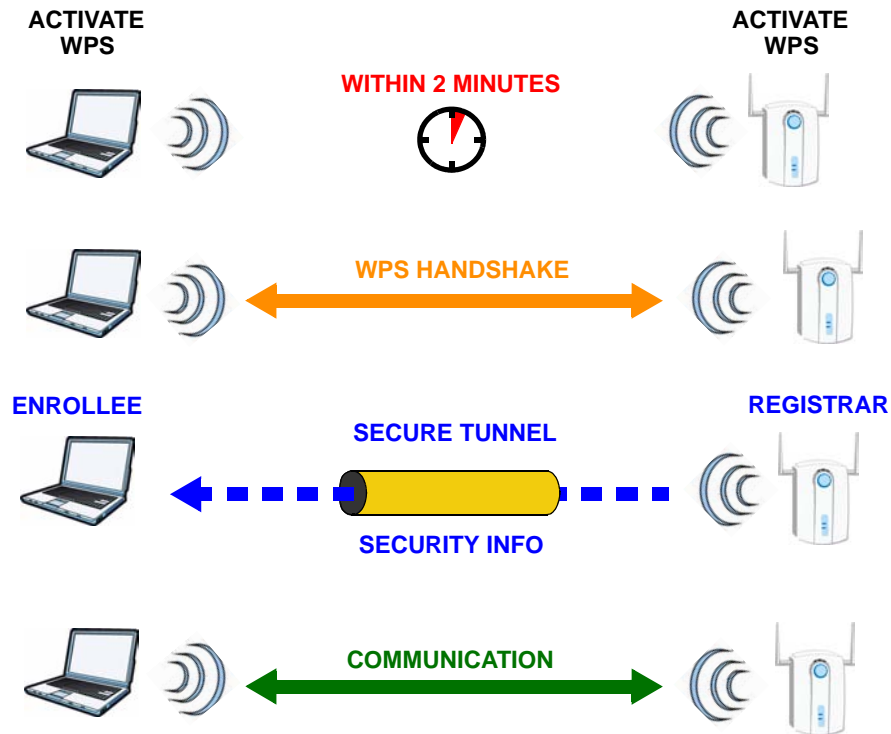 ACTIVATE
WPS
ACTIVATE
WPS
WITHIN 2 MINUTES
WPS HANDSHAKE
ENROLLEE
REGISTRAR
SECURE TUNNEL
SECURITY INFO
COMMUNICATION